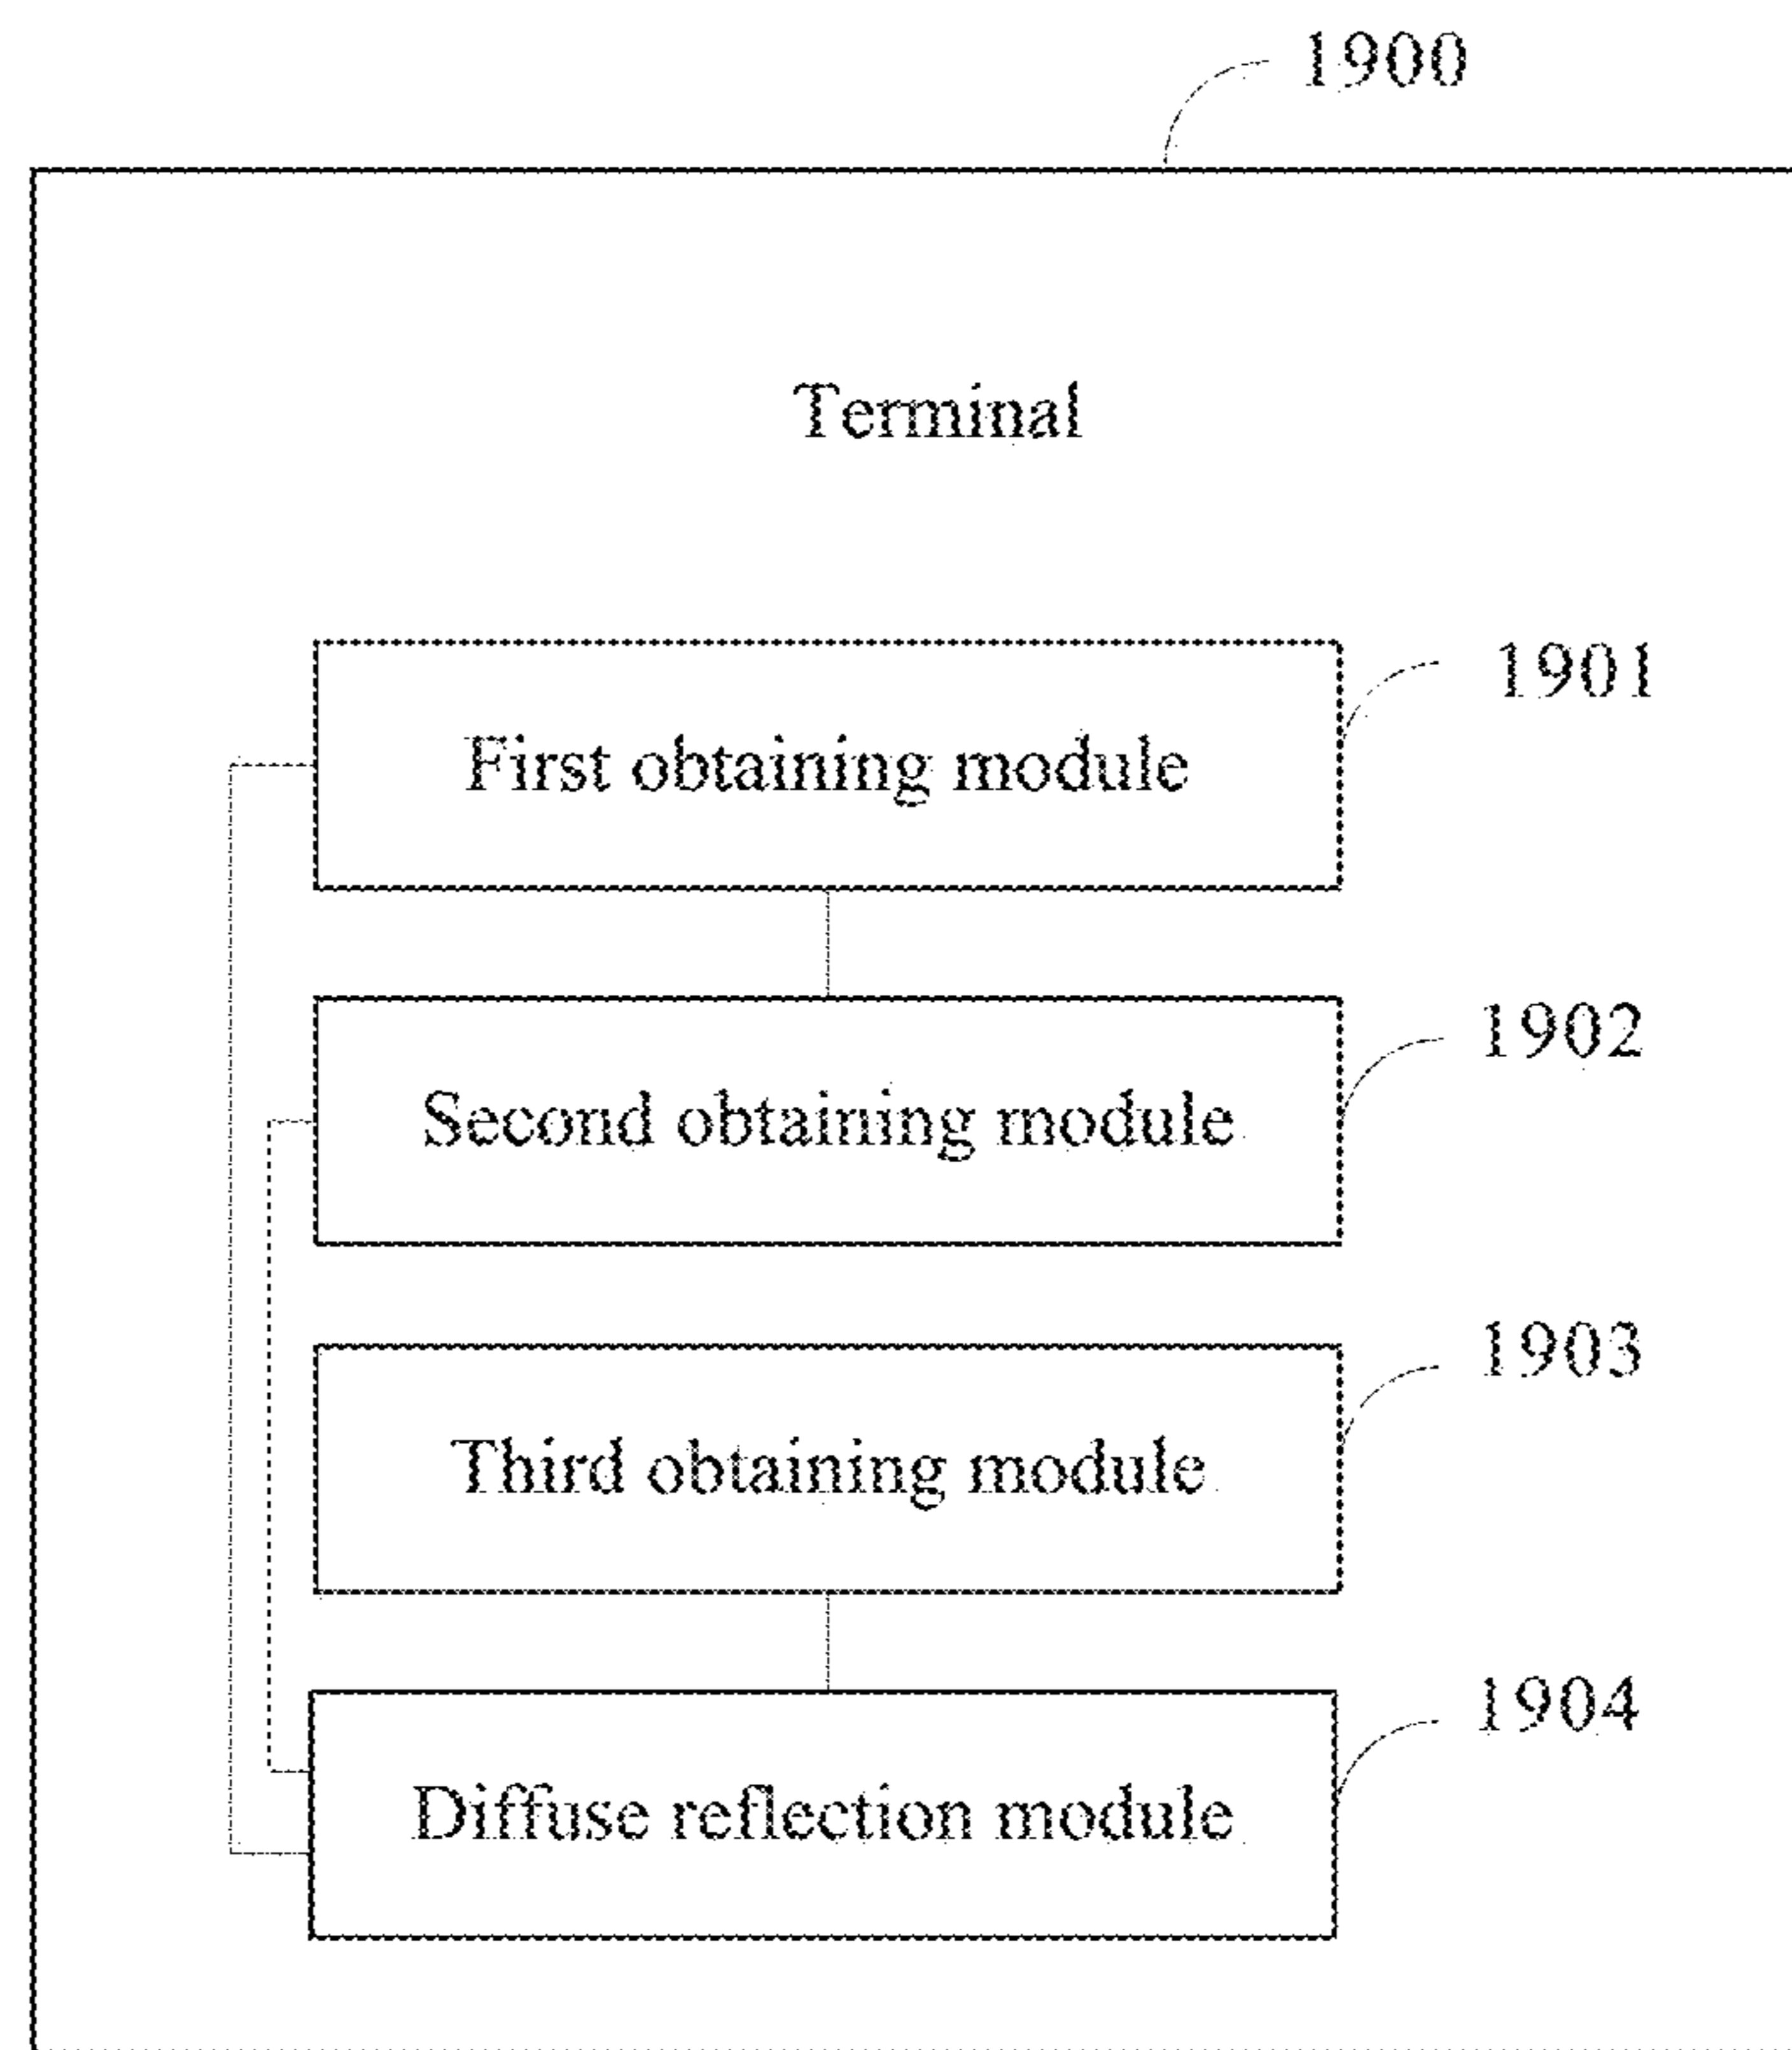 1900
Terminal
1901
First obtaining module
1902
Second obtaining module
1903
Third obtaining module
1904
Diffuse reflection module